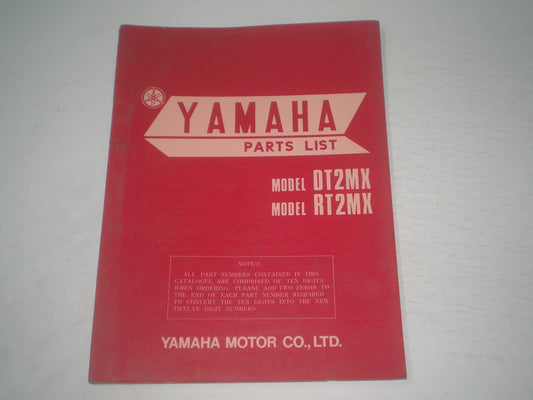 YAMAHA
PARTS LIST
MODEL DT2MX
MODEL RT2MX
NOTICE:
ALL PART NUMBERS CONTAINED IN THIS
CATALOGUE ARE COMPRISED OF TEN DIGITS.
WHEN ORDERING, PLEASE ADD TWO ZEROS TO
THE END OF EACH PART NUMBER REQUIRED
TO CONVERT THE TEN DIGITS INTO THE NEW
TWELVE DIGIT NUMBERS.
YAMAHA MOTOR CO., LTD.